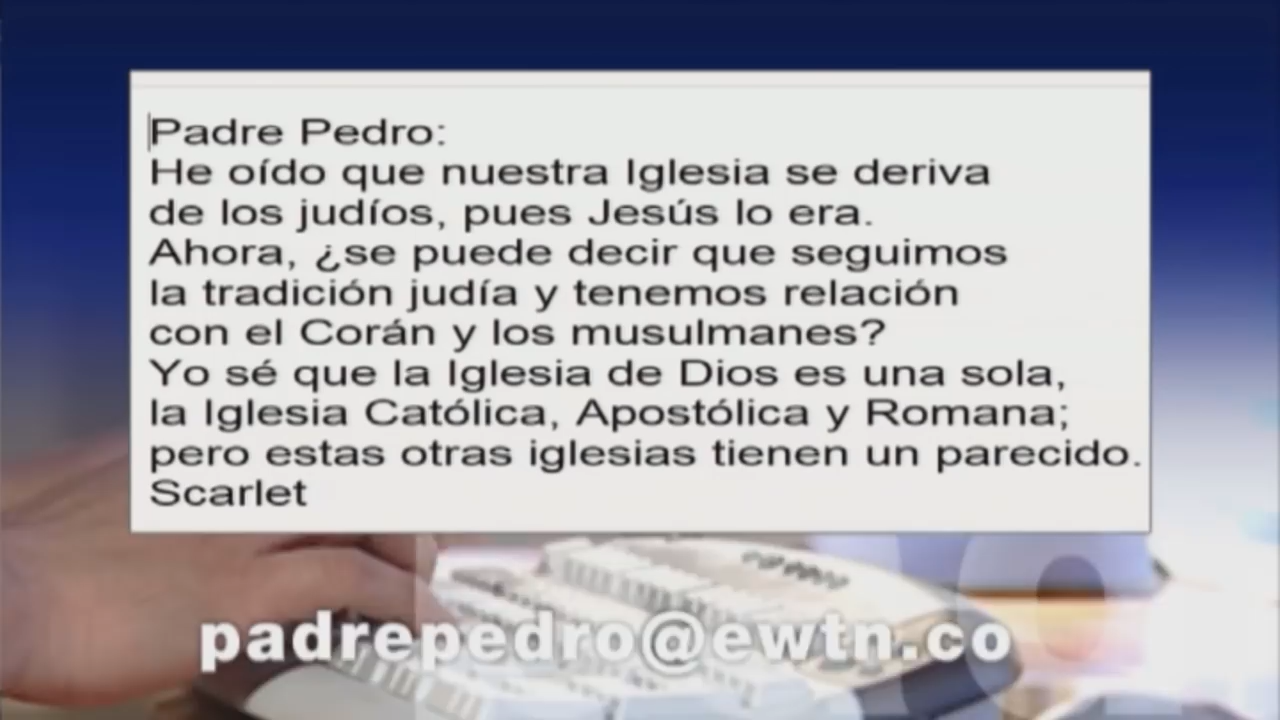 Padre Pedro:
He oído que nuestra Iglesia se deriva
de los judíos, pues Jesús lo era.
Ahora, ¿se puede decir que seguimos
la tradición judía y tenemos relación
con el Corán y los musulmanes?
Yo sé que la Iglesia de Dios es una sola,
la Iglesia Católica, Apostólica y Romana;
pero estas otras iglesias tienen un parecido.
Scarlet
padrepedro@ewtn.co